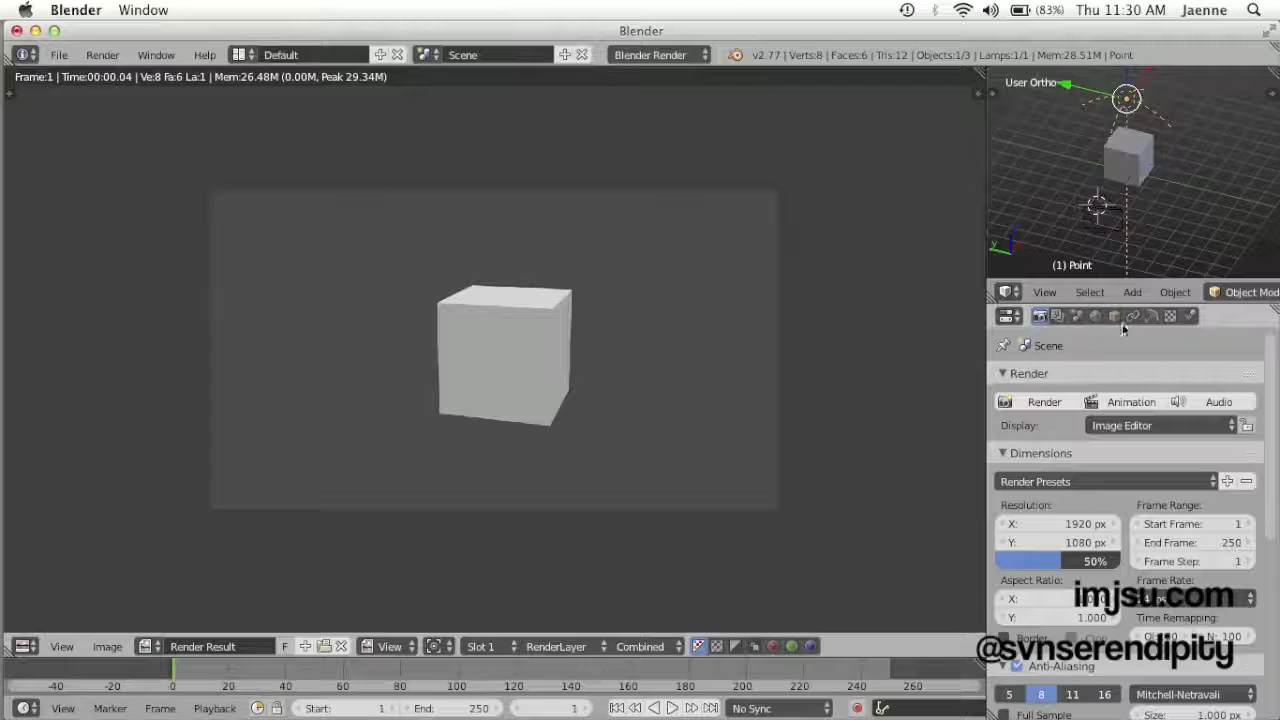 Blender Window (83%) Thu 11:30 AM Jaenne
Blender
File Render Window Help Default Scene Blender Render v2.77 | Verts:8 | Faces:6 | Tris:12 | Objects:1/3 | Lamps:1/1 | Mem:28.51M | Point
Frame:1 | Time:00:00.04 | Ve:8 Fa:6 La:1 | Mem:26.48M (0.00M, Peak 29.34M)
User Ortho
y
(1) Point
View Select Add Object Object Mod
Scene
Render
Render Animation Audio
Display: Image Editor
Dimensions
Render Presets
Resolution: Frame Range:
X: 1920 px Start Frame: 1
Y: 1080 px End Frame: 250
50% Frame Step: 1
Aspect Ratio: Frame Rate:
X:
imjsu.com
Y: 1.000 Time Remapping:
Border N: 100
@svnserendipity
Anti-Aliasing
5 8 11 16 Mitchell-Netravali
Full Sample Size: 1.000 px
View Image Render Result F View Slot 1 RenderLayer Combined
-40 -20 0 20 40 60 80 100 120 140 160 180 200 220 240 260
View Marker Frame Playback Start: 1 End: 250 1 No Sync